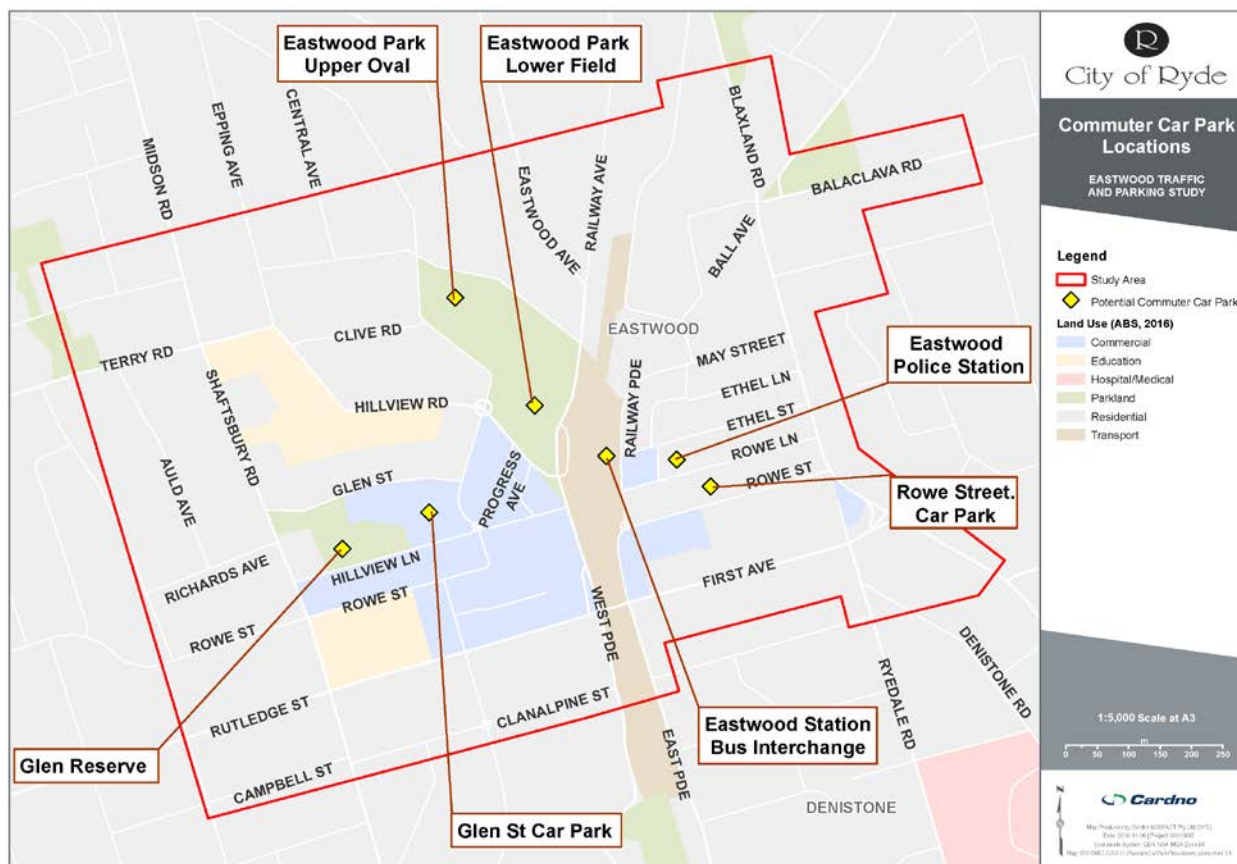 Eastwood Park
Upper Oval
Eastwood Park
Lower Field
MIDSON RD
EPPING AVE
CENTRAL AVE
EASTWOOD AVE
RAILWAY AVE
BLAXLAND RD
BALACLAVA RD
BALL AVE
TERRY RD
CLIVE RD
EASTWOOD
MAY STREET
Eastwood
Police Station
SHAFTSBURY RD
HILLVIEW RD
RAILWAY PDE
ETHEL LN
ETHEL ST
ROWE LN
ROWE ST
AULD AVE
GLEN ST
PROGRESS
AVE
Rowe Street.
Car Park
RICHARDS AVE
HILLVIEW LN
ROWE ST
FIRST AVE
ROWE ST
WEST PDE
DENISTONE RD
RUTLEDGE ST
CLANALPINE ST
RYEDALE RD
Glen Reserve
CAMPBELL ST
Eastwood Station
Bus Interchange
EAST PDE
Glen St Car Park
DENISTONE
R
City of Ryde
Commuter Car Park
Locations
EASTWOOD TRAFFIC
AND PARKING STUDY
Legend
Study Area
Potential Commuter Car Park
Land Use (ABS, 2016)
Commercial
Education
Hospital/Medical
Parkland
Residential
Transport
1:5,000 Scale at A3
m
0 50 100 150 200 250
Cardno